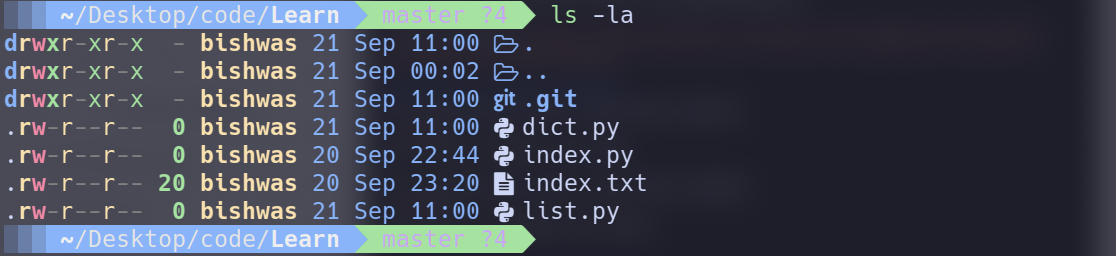 ~/Desktop/code/Learn master ?4 ls -la
drwxr-xr-x - bishwas 21 Sep 11:00 .
drwxr-xr-x - bishwas 21 Sep 00:02 ..
drwxr-xr-x - bishwas 21 Sep 11:00 git .git
.rw-r--r-- 0 bishwas 21 Sep 11:00 dict.py
.rw-r--r-- 0 bishwas 20 Sep 22:44 index.py
.rw-r--r-- 20 bishwas 20 Sep 23:20 index.txt
.rw-r--r-- 0 bishwas 21 Sep 11:00 list.py
~/Desktop/code/Learn master ?4